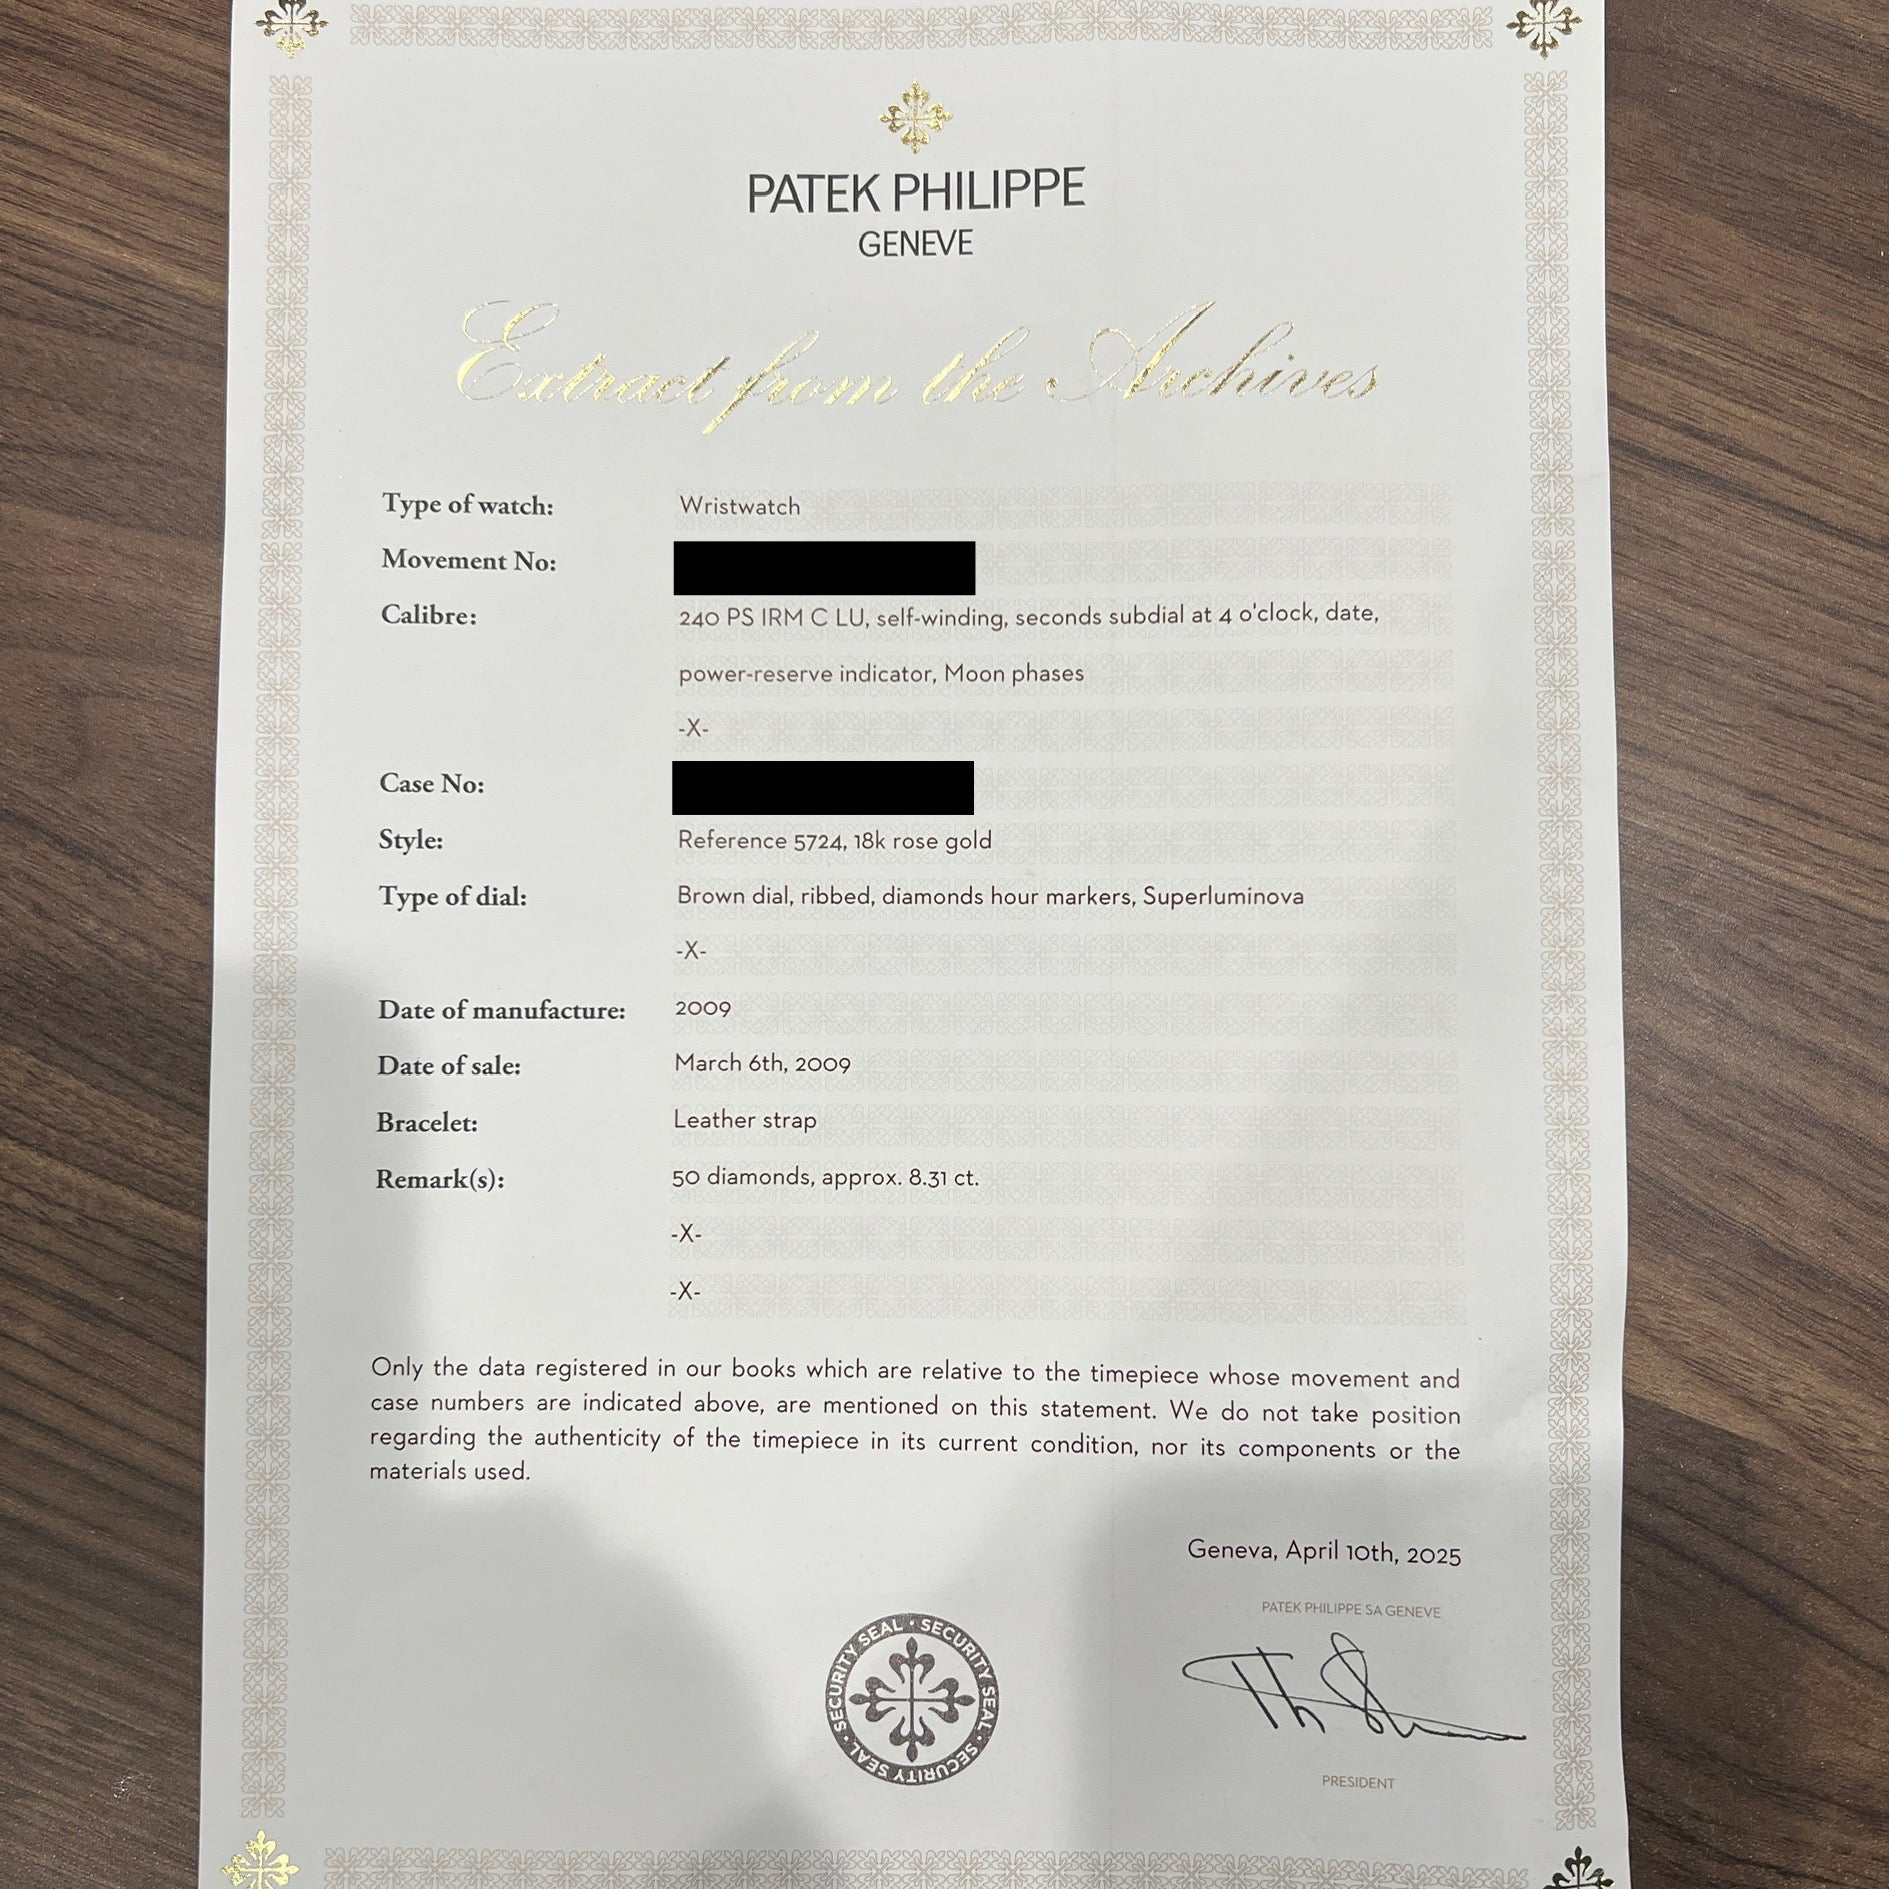 PATEK PHILIPPE
GENEVE
Extract from the Archives
Type of watch: Wristwatch
Movement No:
Calibre: 240 PS IRM C LU, self-winding, seconds subdial at 4 o'clock, date,
power-reserve indicator, Moon phases
-X-
Case No:
Style: Reference 5724, 18k rose gold
Type of dial: Brown dial, ribbed, diamonds hour markers, Superluminova
-X-
Date of manufacture: 2009
Date of sale: March 6th, 2009
Bracelet: Leather strap
Remark(s): 50 diamonds, approx. 8.31 ct.
-X-
-X-
Only the data registered in our books which are relative to the timepiece whose movement and
case numbers are indicated above, are mentioned on this statement. We do not take position
regarding the authenticity of the timepiece in its current condition, nor its components or the
materials used.
Geneva, April 10th, 2025
PATEK PHILIPPE SA GENEVE
SECURITY SEAL · SECURITY SEAL · SECURITY SEAL · SECURITY SEAL ·
PRESIDENT